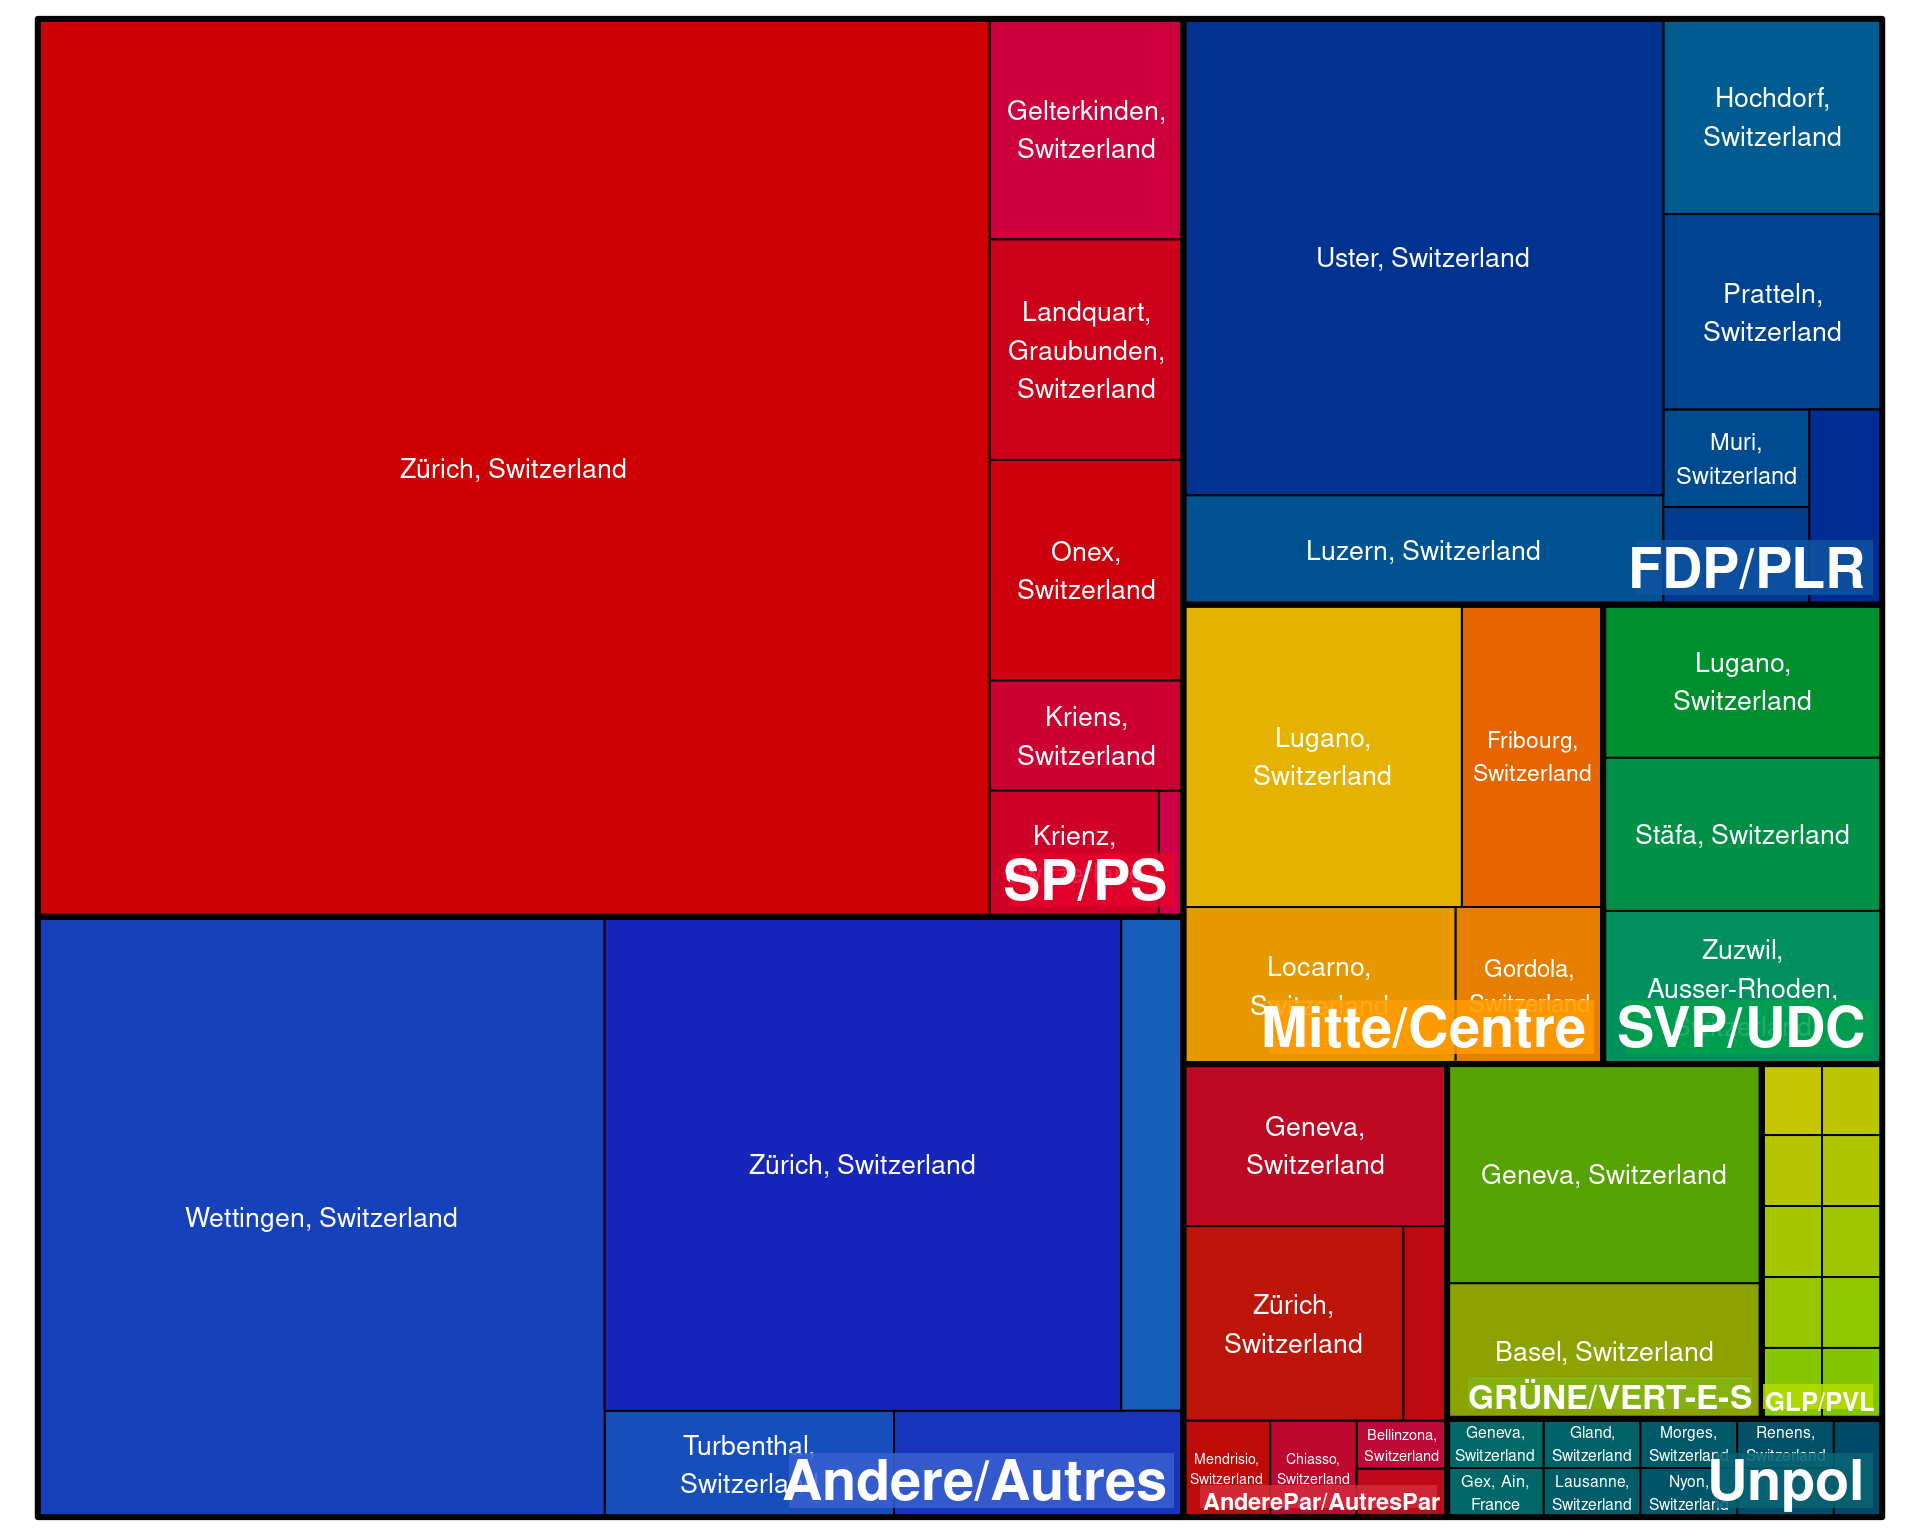 Zürich, Switzerland
Gelterkinden,
Switzerland
Landquart,
Graubunden,
Switzerland
Onex,
Switzerland
Kriens,
Switzerland
Krienz,
SP/PS
Uster, Switzerland
Hochdorf,
Switzerland
Pratteln,
Switzerland
Muri,
Switzerland
Luzern, Switzerland
FDP/PLR
Lugano,
Switzerland
Fribourg,
Switzerland
Locarno,
Switzerland
Gordola,
Switzerland
Mitte/Centre
Lugano,
Switzerland
Stäfa, Switzerland
Zuzwil,
Ausser-Rhoden,
SVP/UDC
Wettingen, Switzerland
Zürich, Switzerland
Turbenthal,
Switzerland
Andere/Autres
Geneva,
Switzerland
Zürich,
Switzerland
Mendrisio,
Switzerland
Chiasso,
Switzerland
Bellinzona,
Switzerland
AnderePar/AutresPar
Geneva, Switzerland
Basel, Switzerland
GRÜNE/VERT-E-S
GLP/PVL
Geneva,
Switzerland
Gland,
Switzerland
Morges,
Switzerland
Renens,
Switzerland
Gex, Ain,
France
Lausanne,
Switzerland
Nyon,
Switzerland
Unpol